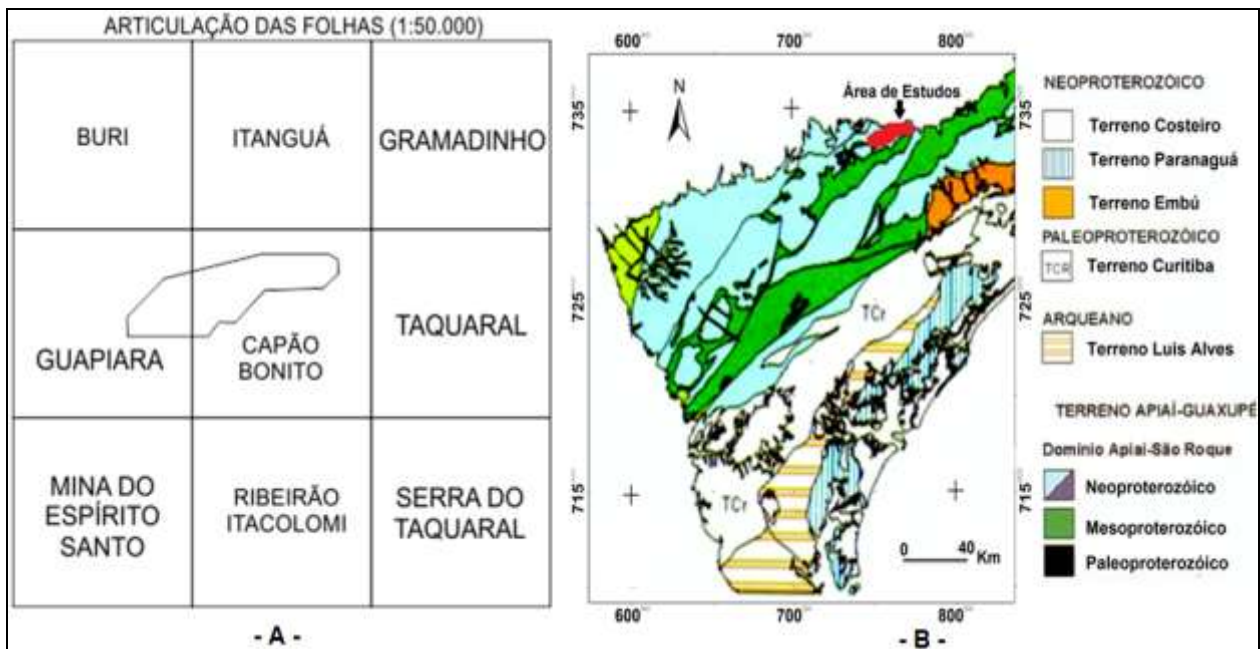 ARTICULAÇÃO DAS FOLHAS (1:50.000)
BURI
ITANGUÁ
GRAMADINHO
GUAPIARA
CAPÃO
BONITO
TAQUARAL
MINA DO
ESPÍRITO
SANTO
RIBEIRÃO
ITACOLOMI
SERRA DO
TAQUARAL
- A -
600
700
800
735
735
N
Área de Estudos
725
725
TCr
715
715
TCr
0 40
Km
600
700
800
- B -
NEOPROTEROZÓICO
Terreno Costeiro
Terreno Paranaguá
Terreno Embú
PALEOPROTEROZÓICO
TCR Terreno Curitiba
ARQUEANO
Terreno Luis Alves
TERRENO APIAÍ-GUAXUPÉ
Domínio Apiaí-São Roque
Neoproterozóico
Mesoproterozóico
Paleoproterozóico